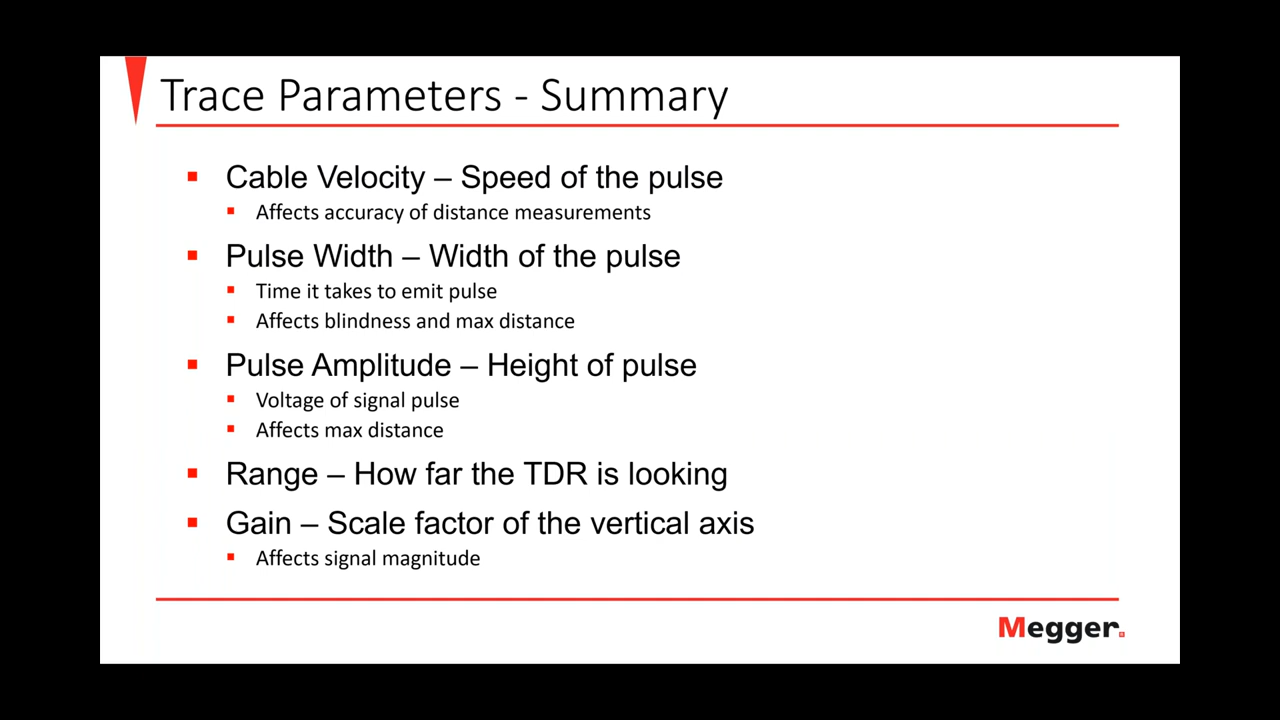 Trace Parameters - Summary
Cable Velocity – Speed of the pulse
Affects accuracy of distance measurements
Pulse Width – Width of the pulse
Time it takes to emit pulse
Affects blindness and max distance
Pulse Amplitude – Height of pulse
Voltage of signal pulse
Affects max distance
Range – How far the TDR is looking
Gain – Scale factor of the vertical axis
Affects signal magnitude
Megger.